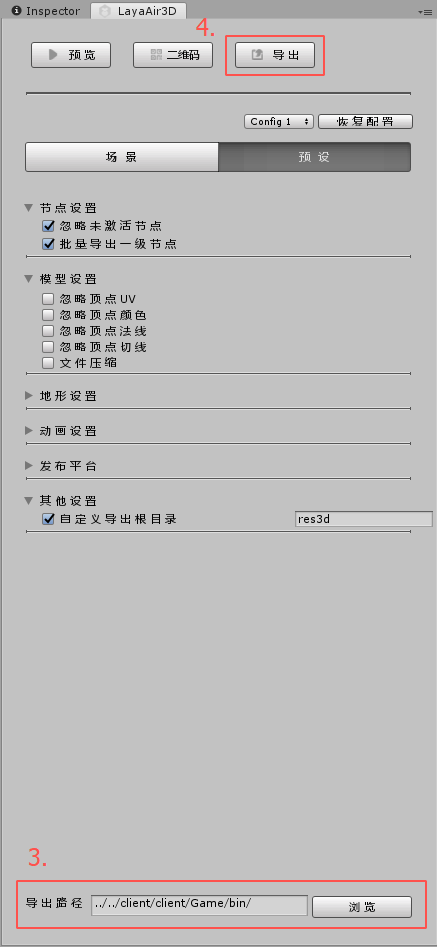 Inspector LayaAir3D
4.
预览 二维码 导出
Config 1 恢复配置
场景 预设
节点设置
忽略未激活节点
批量导出一级节点
模型设置
忽略顶点UV
忽略顶点颜色
忽略顶点法线
忽略顶点切线
文件压缩
地形设置
动画设置
发布平台
其他设置
自定义导出根目录 res3d
3.
导出路径 ../../client/client/Game/bin/ 浏览